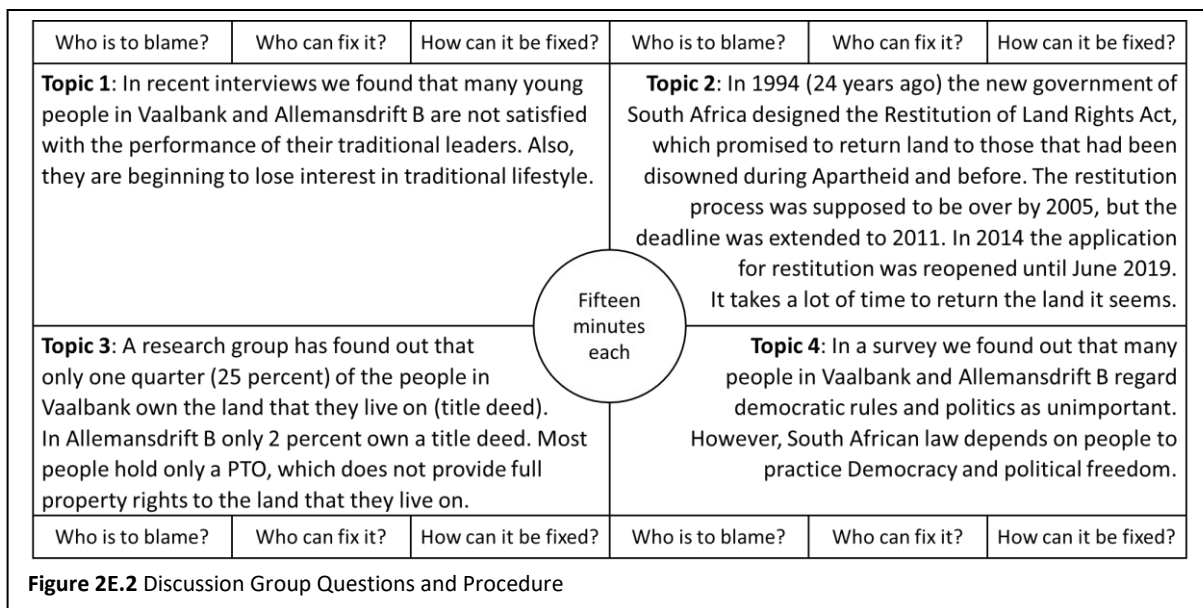 Who is to blame? Who can fix it? How can it be fixed? Who is to blame? Who can fix it? How can it be fixed?
Topic 1: In recent interviews we found that many young
people in Vaalbank and Allemansdrift B are not satisfied
with the performance of their traditional leaders. Also,
they are beginning to lose interest in traditional lifestyle.
Topic 2: In 1994 (24 years ago) the new government of
South Africa designed the Restitution of Land Rights Act,
which promised to return land to those that had been
disowned during Apartheid and before. The restitution
process was supposed to be over by 2005, but the
deadline was extended to 2011. In 2014 the application
for restitution was reopened until June 2019.
It takes a lot of time to return the land it seems.
Fifteen
minutes
each
Topic 3: A research group has found out that
only one quarter (25 percent) of the people in
Vaalbank own the land that they live on (title deed).
In Allemansdrift B only 2 percent own a title deed. Most
people hold only a PTO, which does not provide full
property rights to the land that they live on.
Topic 4: In a survey we found out that many
people in Vaalbank and Allemansdrift B regard
democratic rules and politics as unimportant.
However, South African law depends on people to
practice Democracy and political freedom.
Who is to blame? Who can fix it? How can it be fixed? Who is to blame? Who can fix it? How can it be fixed?
Figure 2E.2 Discussion Group Questions and Procedure